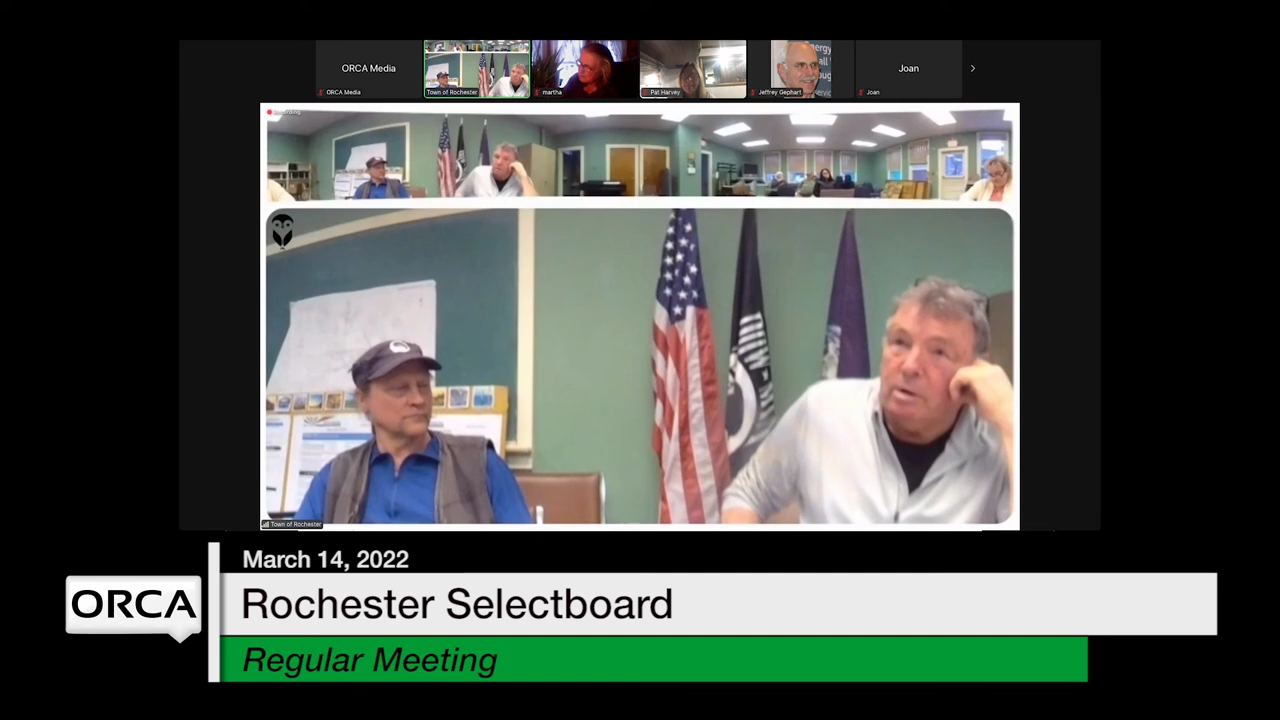 ORCA Media
Joan
ORCA Media
Town of Rochester
martha
Pat Harvey
Jeffrey Gephart
Joan
Town of Rochester
March 14, 2022
ORCA
Rochester Selectboard
Regular Meeting